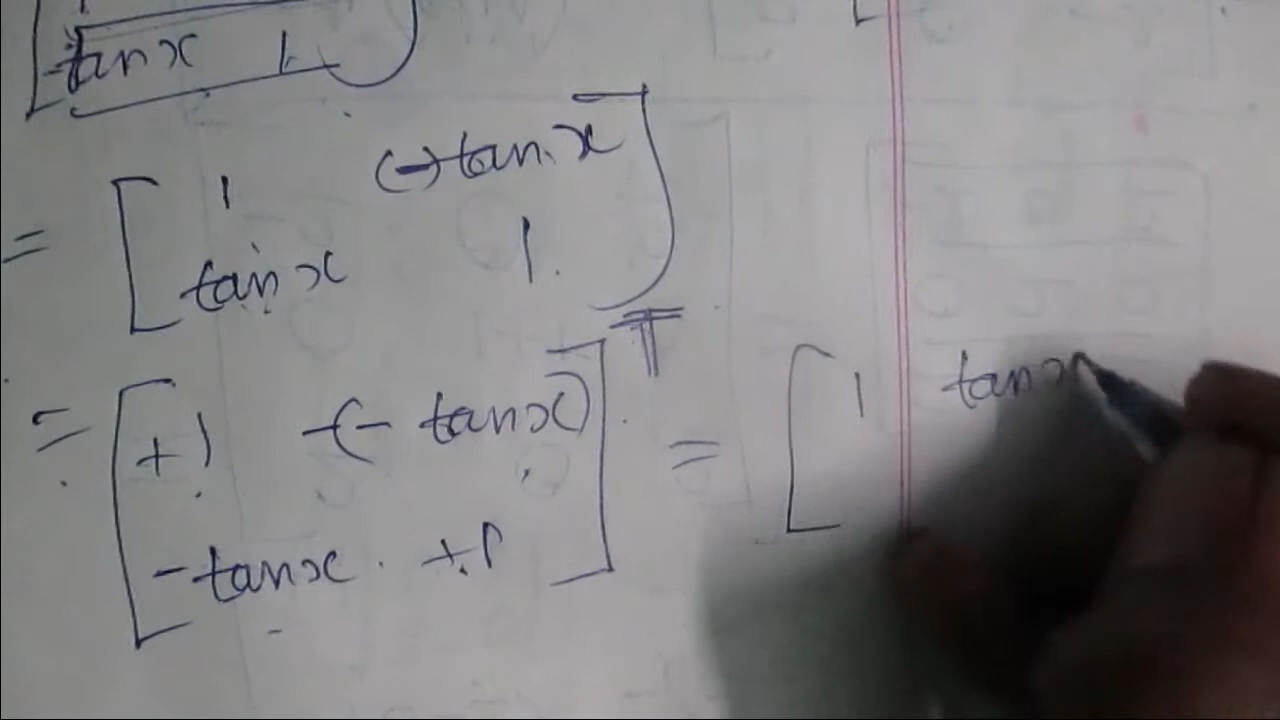 -tan x 1
= [ 1 (-) tan x
tan x 1 ]
= [ +1 -(- tan x)
- tan x +1 ]ᵀ = [ 1 tan x